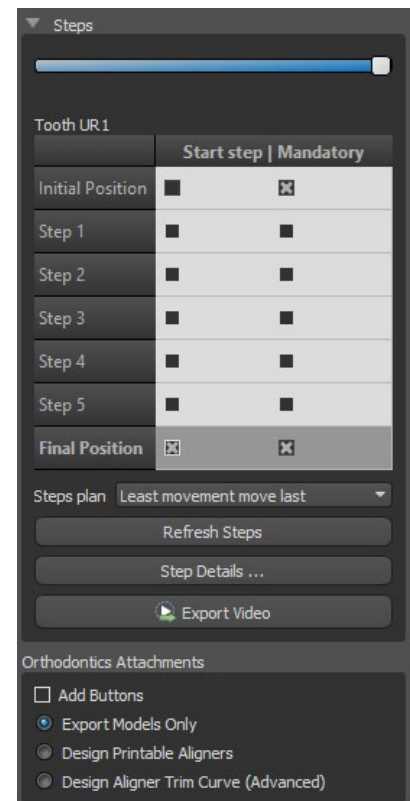 Steps
Tooth UR1
Start step | Mandatory
Initial Position
Step 1
Step 2
Step 3
Step 4
Step 5
Final Position
Steps plan Least movement move last
Refresh Steps
Step Details ...
Export Video
Orthodontics Attachments
Add Buttons
Export Models Only
Design Printable Aligners
Design Aligner Trim Curve (Advanced)